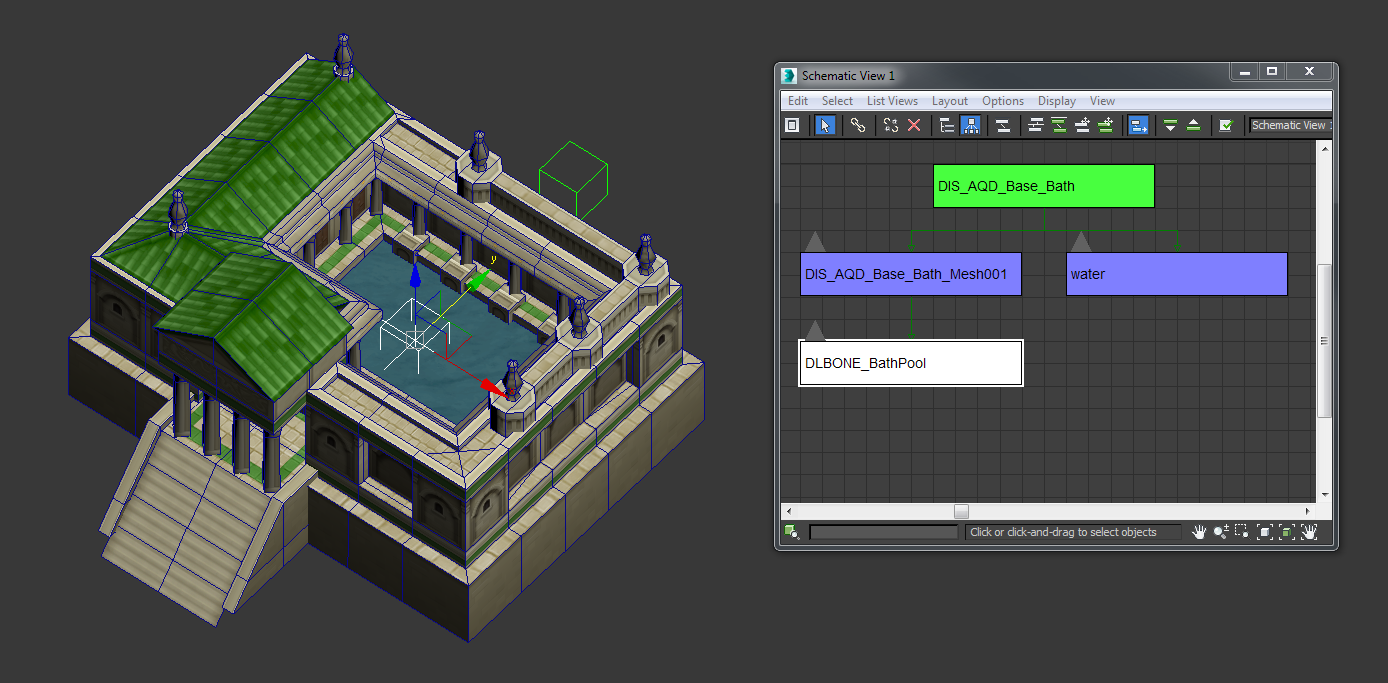 Schematic View 1
Edit Select List Views Layout Options Display View
Schematic View
DIS_AQD_Base_Bath
DIS_AQD_Base_Bath_Mesh001
water
DLBONE_BathPool
y
Click or click-and-drag to select objects